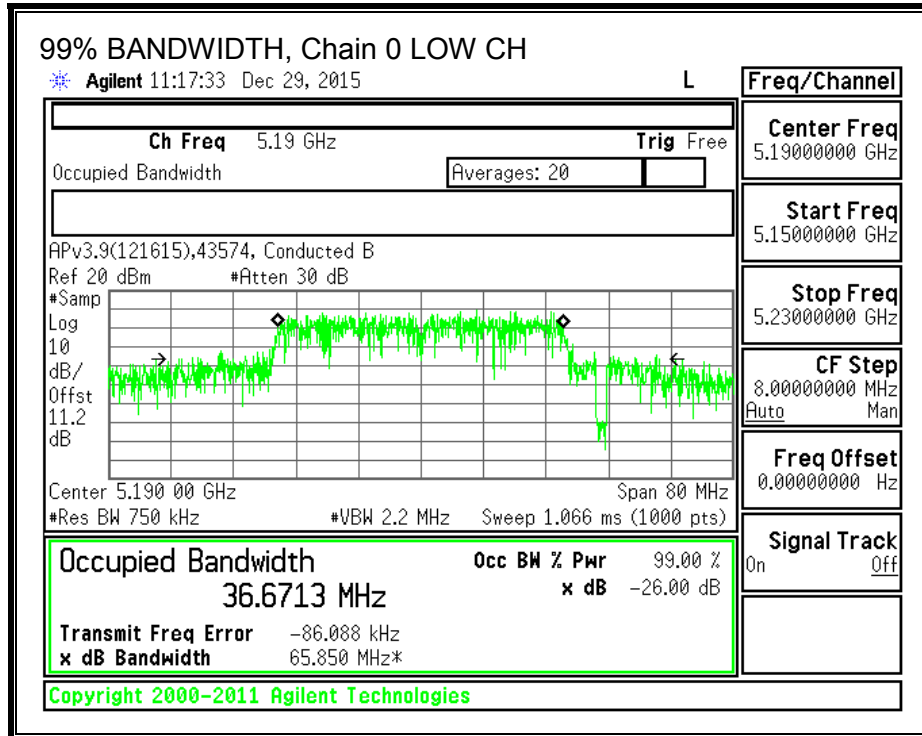 99% BANDWIDTH, Chain 0 LOW CH
Agilent 11:17:33 Dec 29, 2015 L
Ch Freq 5.19 GHz Trig Free
Occupied Bandwidth Averages: 20
APv3.9(121615),43574, Conducted B
Ref 20 dBm #Atten 30 dB
#Samp
Log
10
dB/
Offst
11.2
dB
Center 5.190 00 GHz Span 80 MHz
#Res BW 750 kHz #VBW 2.2 MHz Sweep 1.066 ms (1000 pts)
Occupied Bandwidth Occ BW % Pwr 99.00 %
36.6713 MHz x dB -26.00 dB
Transmit Freq Error -86.088 kHz
x dB Bandwidth 65.850 MHz*
Copyright 2000-2011 Agilent Technologies
Freq/Channel
Center Freq
5.19000000 GHz
Start Freq
5.15000000 GHz
Stop Freq
5.23000000 GHz
CF Step
8.00000000 MHz
Auto Man
Freq Offset
0.00000000 Hz
Signal Track
On Off